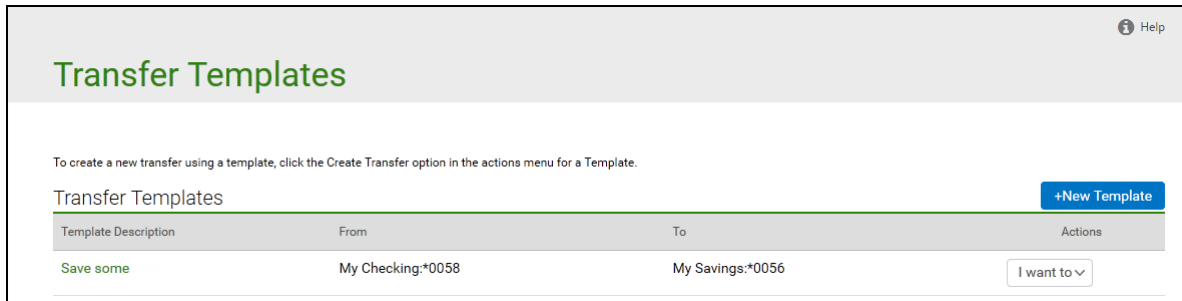 Help
Transfer Templates
To create a new transfer using a template, click the Create Transfer option in the actions menu for a Template.
Transfer Templates +New Template
Template Description From To Actions
Save some My Checking:*0058 My Savings:*0056 I want to